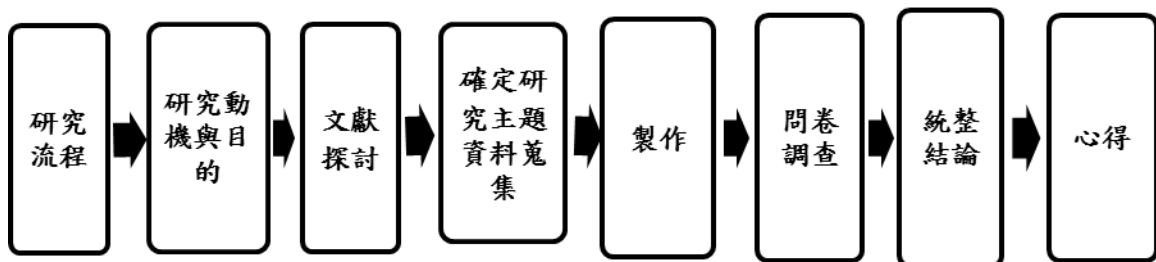 研究
流程
研究動
機與目
的
文獻
探討
確定研
究主題
資料蒐
集
製作
問卷
調查
統整
結論
心得